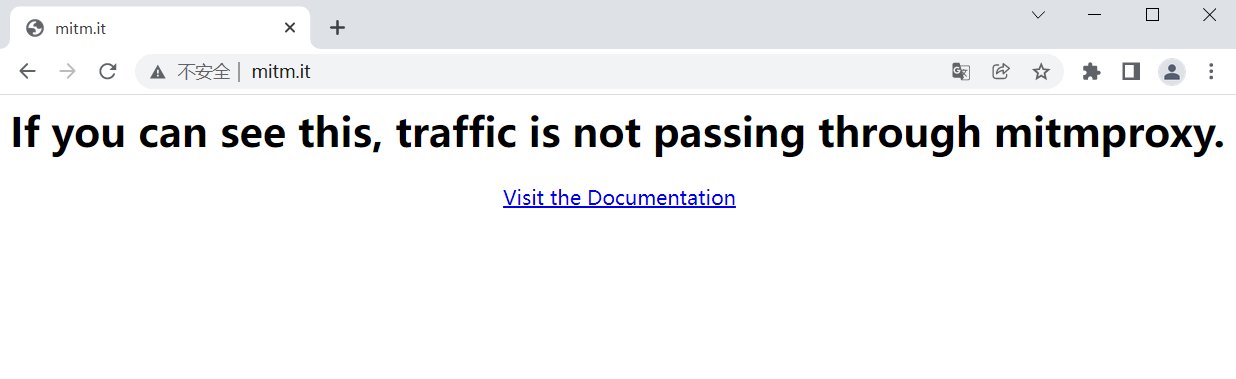 mitm.it
不安全 | mitm.it
If you can see this, traffic is not passing through mitmproxy.
Visit the Documentation